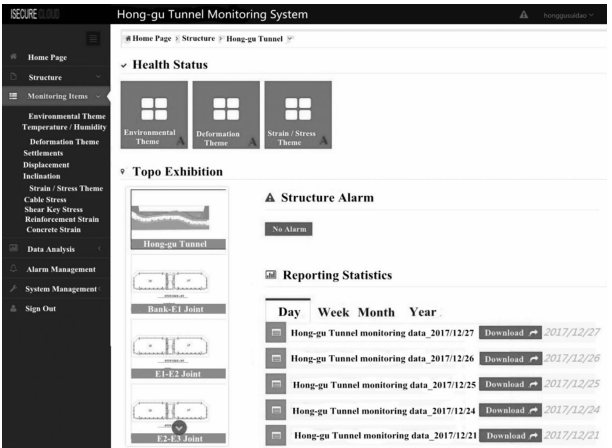 ISECURE CLOUD
Hong-gu Tunnel Monitoring System
honggusuidao
Home Page
Structure
Monitoring Items
Environmental Theme
Temperature / Humidity
Deformation Theme
Settlements
Displacement
Inclination
Strain / Stress Theme
Cable Stress
Shear Key Stress
Reinforcement Strain
Concrete Strain
Data Analysis
Alarm Management
System Management
Sign Out
Home Page > Structure > Hong-gu Tunnel
Health Status
Environmental
Theme A
Deformation
Theme A
Strain / Stress
Theme A
Topo Exhibition
Hong-gu Tunnel
Bank-E1 Joint
E1-E2 Joint
E2-E3 Joint
Structure Alarm
No Alarm
Reporting Statistics
Day Week Month Year
Hong-gu Tunnel monitoring data_2017/12/27 Download 2017/12/27
Hong-gu Tunnel monitoring data_2017/12/26 Download 2017/12/26
Hong-gu Tunnel monitoring data_2017/12/25 Download 2017/12/25
Hong-gu Tunnel monitoring data_2017/12/24 Download 2017/12/24
Hong-gu Tunnel monitoring data_2017/12/21 Download 2017/12/21